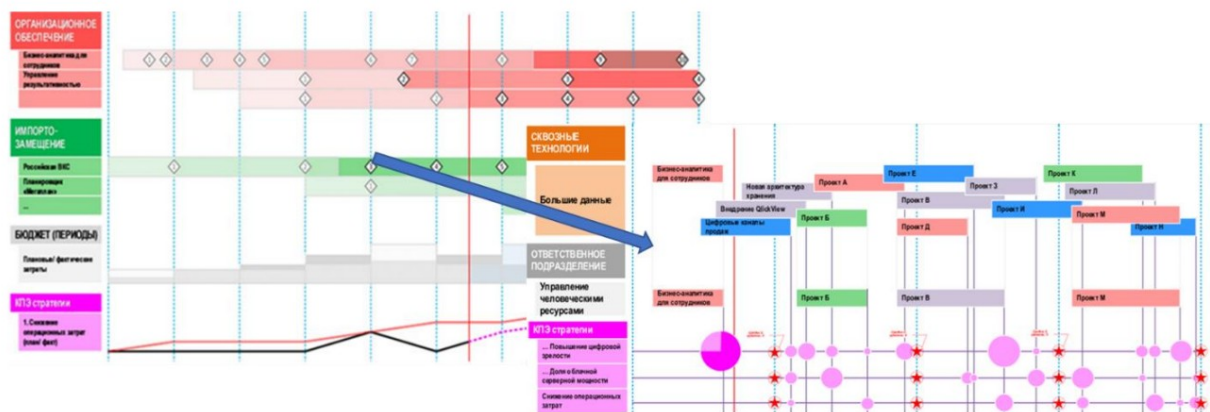 ОРГАНИЗАЦИОННОЕ
ОБЕСПЕЧЕНИЕ
Бизнес-аналитика для
сотрудников
Управление
результативностью
ИМПОРТО-
ЗАМЕЩЕНИЕ
Российская ВКС
Планировщик
«Мегаплан»
...
БЮДЖЕТ (ПЕРИОДЫ)
Плановые/ фактические
затраты
КПЭ стратегии
1. Снижение
операционных затрат
(план/ факт)
СКВОЗНЫЕ
ТЕХНОЛОГИИ
Большие данные
ОТВЕТСТВЕННОЕ
ПОДРАЗДЕЛЕНИЕ
Управление
человеческими
ресурсами
КПЭ стратегии
... Повышение цифровой
зрелости
... Доля облачной
серверной мощности
Снижение операционных
затрат
Бизнес-аналитика
для сотрудников
Новая архитектура
хранения
Внедрение QlickView
Цифровые каналы
продаж
Проект А
Проект Б
Проект Е
Проект В
Проект Д
Проект З
Проект И
Проект К
Проект Л
Проект М
Проект Н
Бизнес-аналитика
для сотрудников
Проект Б
Проект В
Проект М